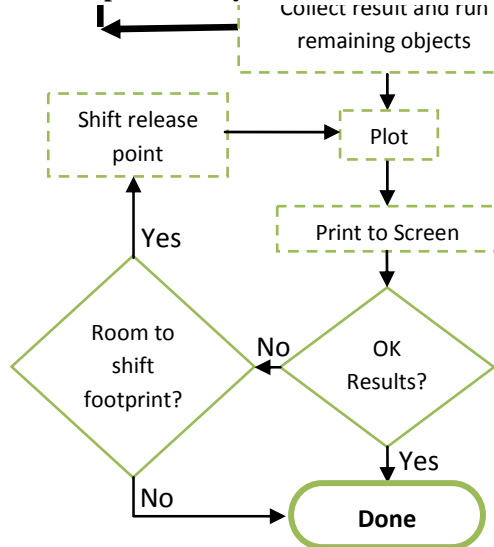 Collect result and run
remaining objects
Shift release
point
Plot
Print to Screen
Yes
Room to
shift
footprint?
No
OK
Results?
Yes
No
Done